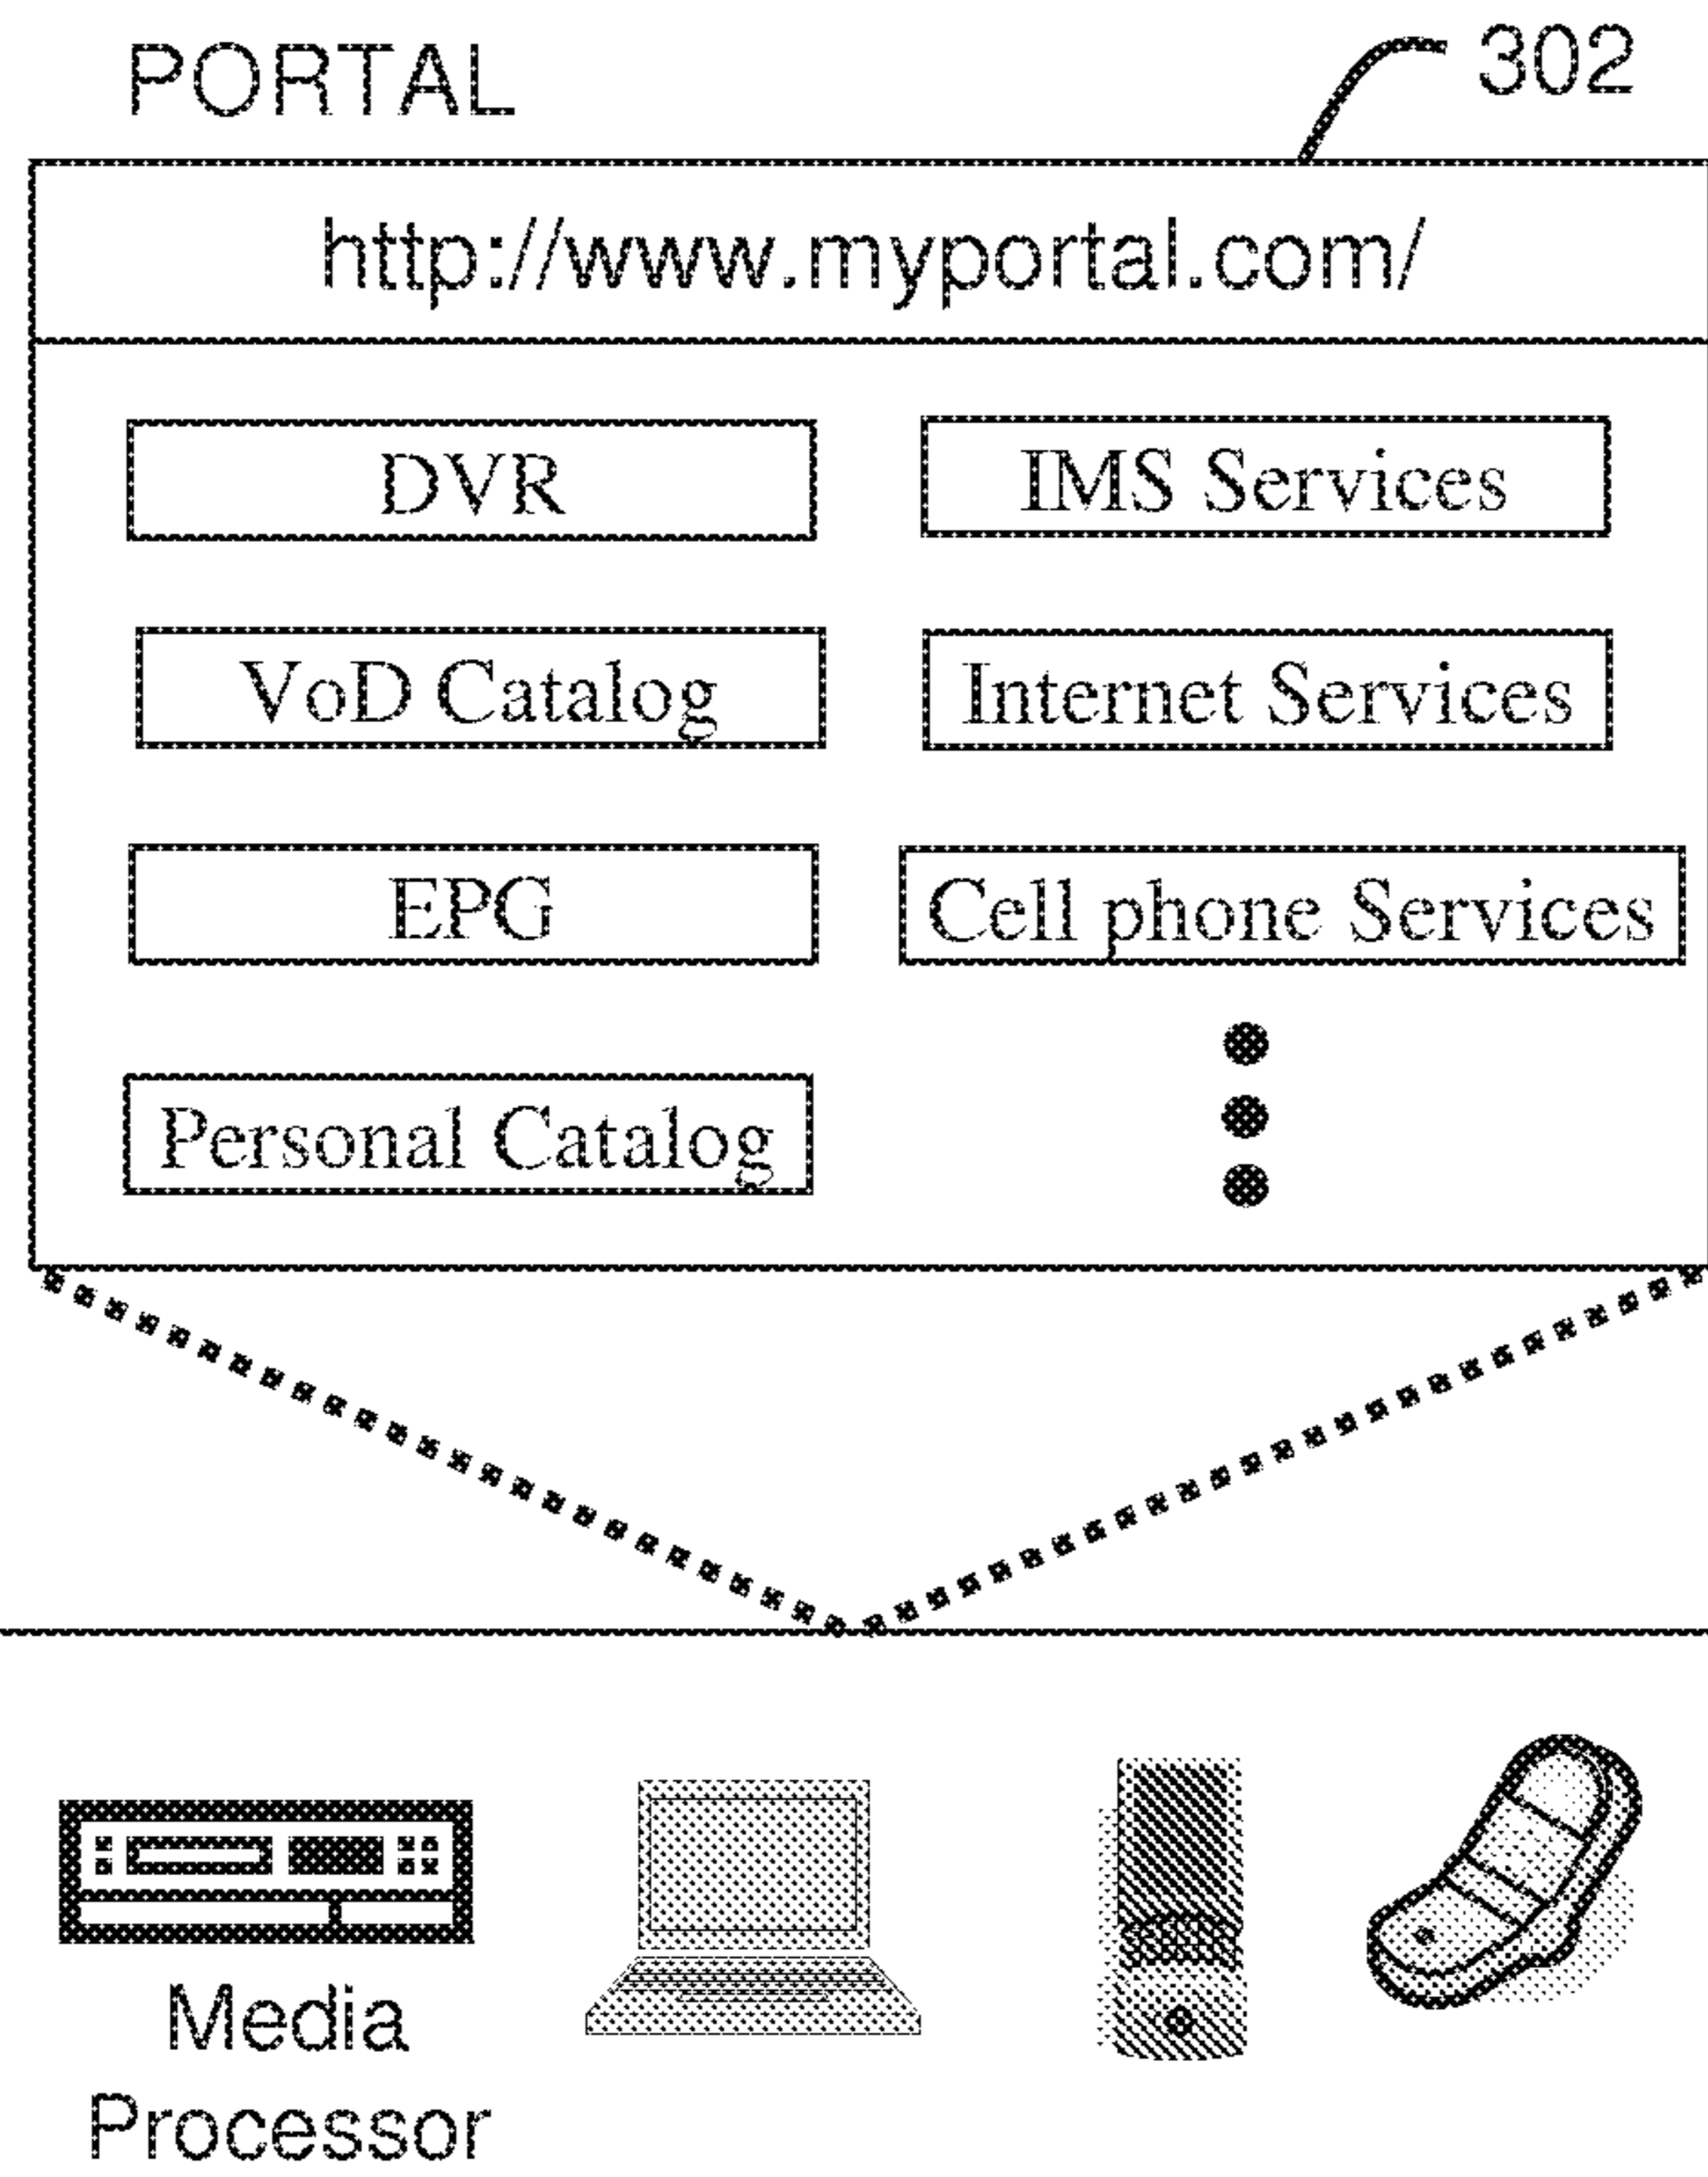 PORTAL
302
http://www.myportal.com/
DVR
IMS Services
VoD Catalog
Internet Services
EPG
Cell phone Services
Personal Catalog
Media
Processor